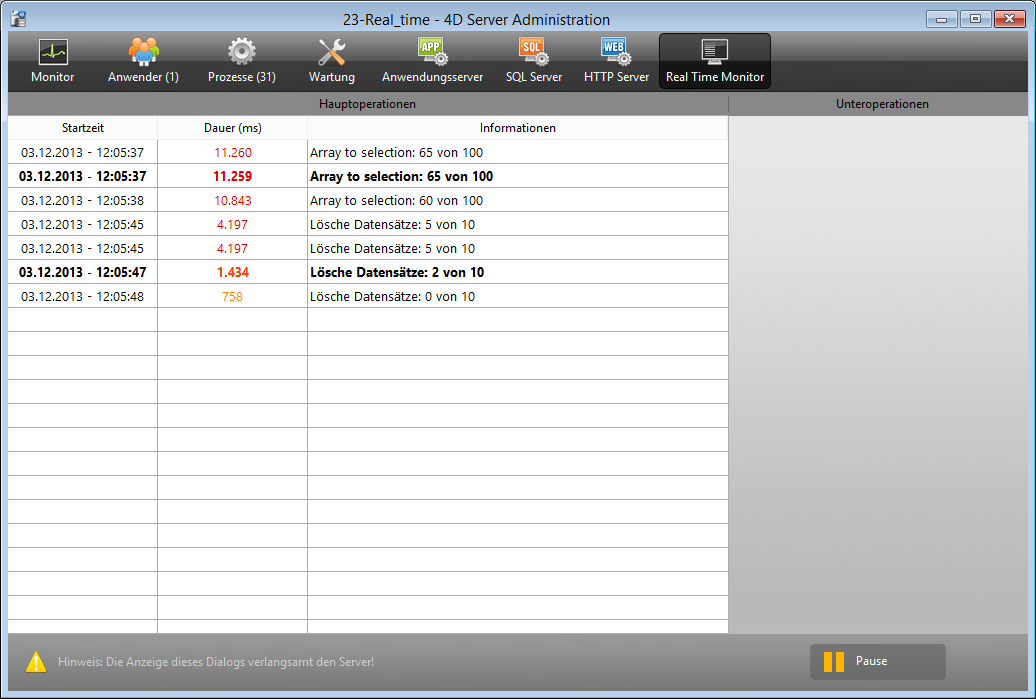 23-Real_time - 4D Server Administration
Monitor Anwender (1) Prozesse (31) Wartung APP Anwendungsserver SQL SQL Server WEB HTTP Server Real Time Monitor
Hauptoperationen Unteroperationen
Startzeit Dauer (ms) Informationen
03.12.2013 - 12:05:37 11.260 Array to selection: 65 von 100
03.12.2013 - 12:05:37 11.259 Array to selection: 65 von 100
03.12.2013 - 12:05:38 10.843 Array to selection: 60 von 100
03.12.2013 - 12:05:45 4.197 Lösche Datensätze: 5 von 10
03.12.2013 - 12:05:45 4.197 Lösche Datensätze: 5 von 10
03.12.2013 - 12:05:47 1.434 Lösche Datensätze: 2 von 10
03.12.2013 - 12:05:48 758 Lösche Datensätze: 0 von 10
Hinweis: Die Anzeige dieses Dialogs verlangsamt den Server! Pause